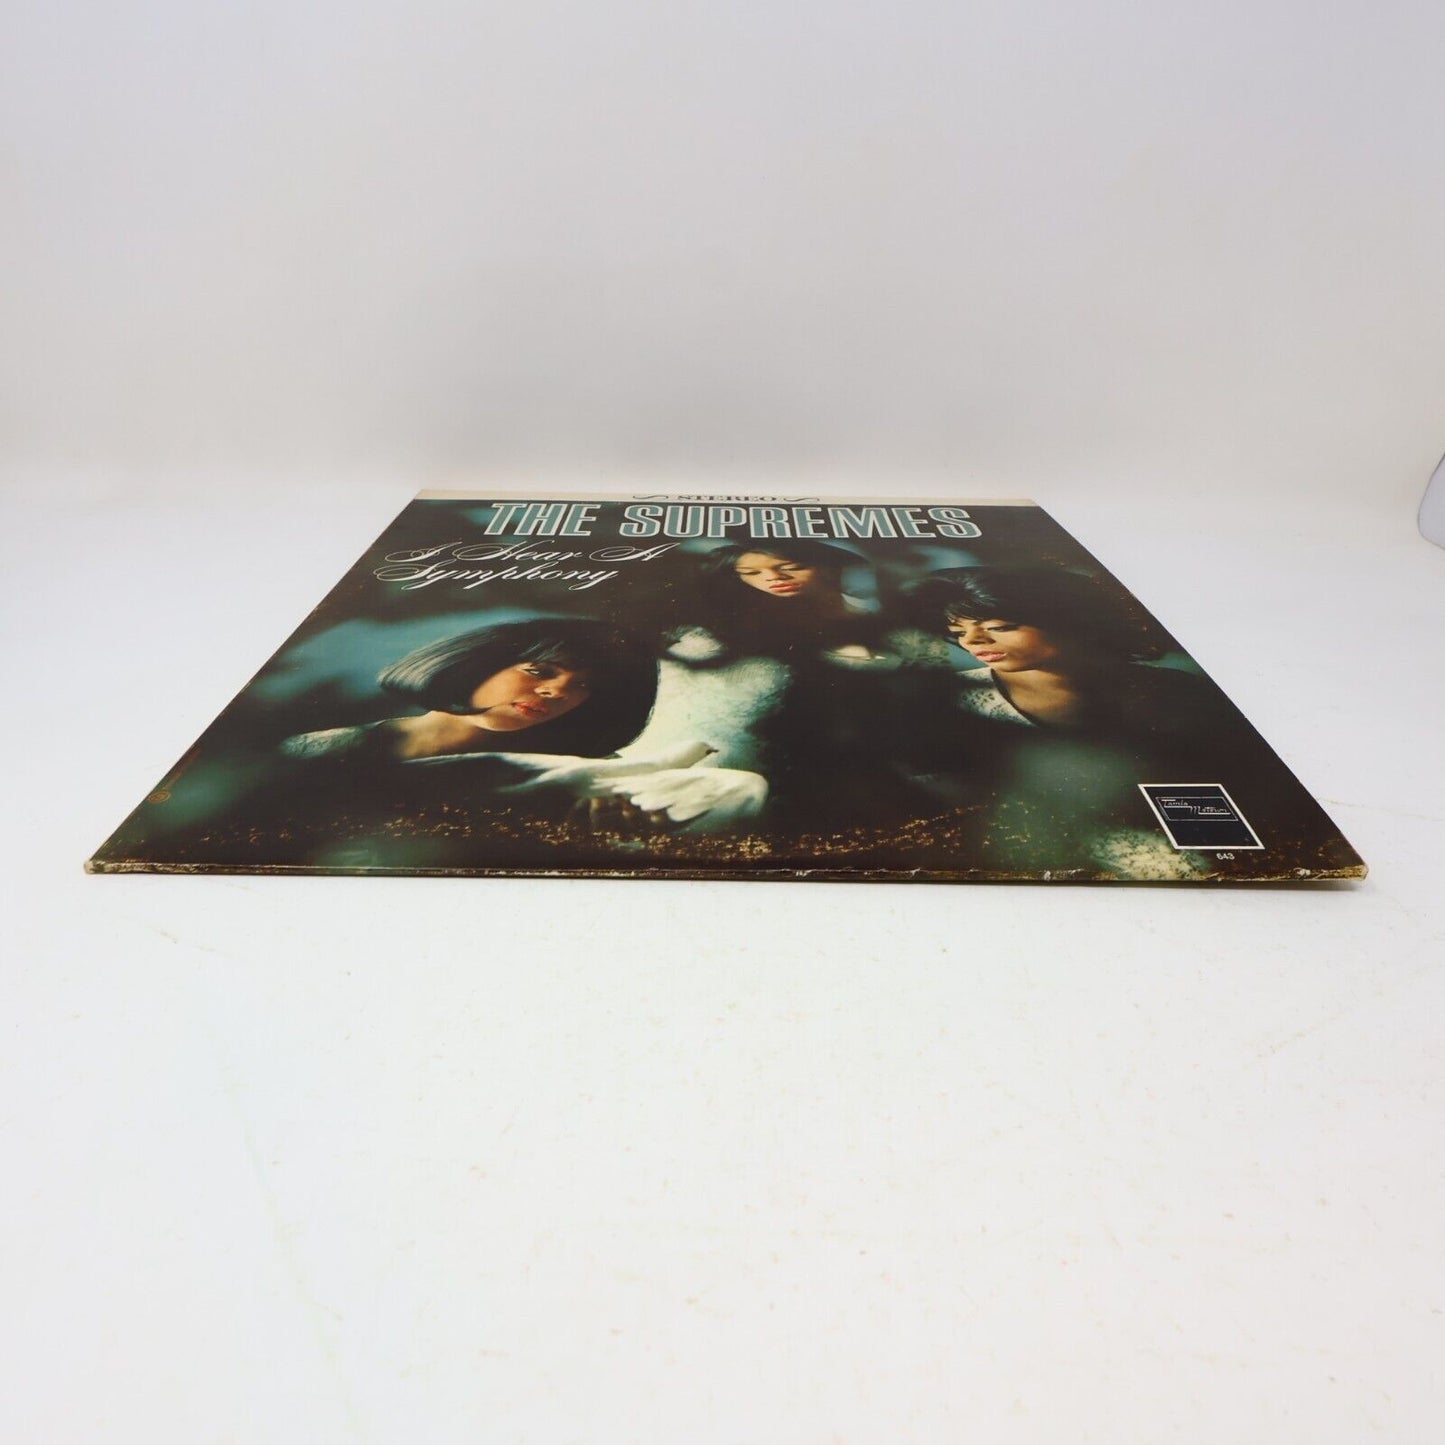 STEREO
THE SUPREMES
I Hear A
Symphony
Tamla
Motown
643